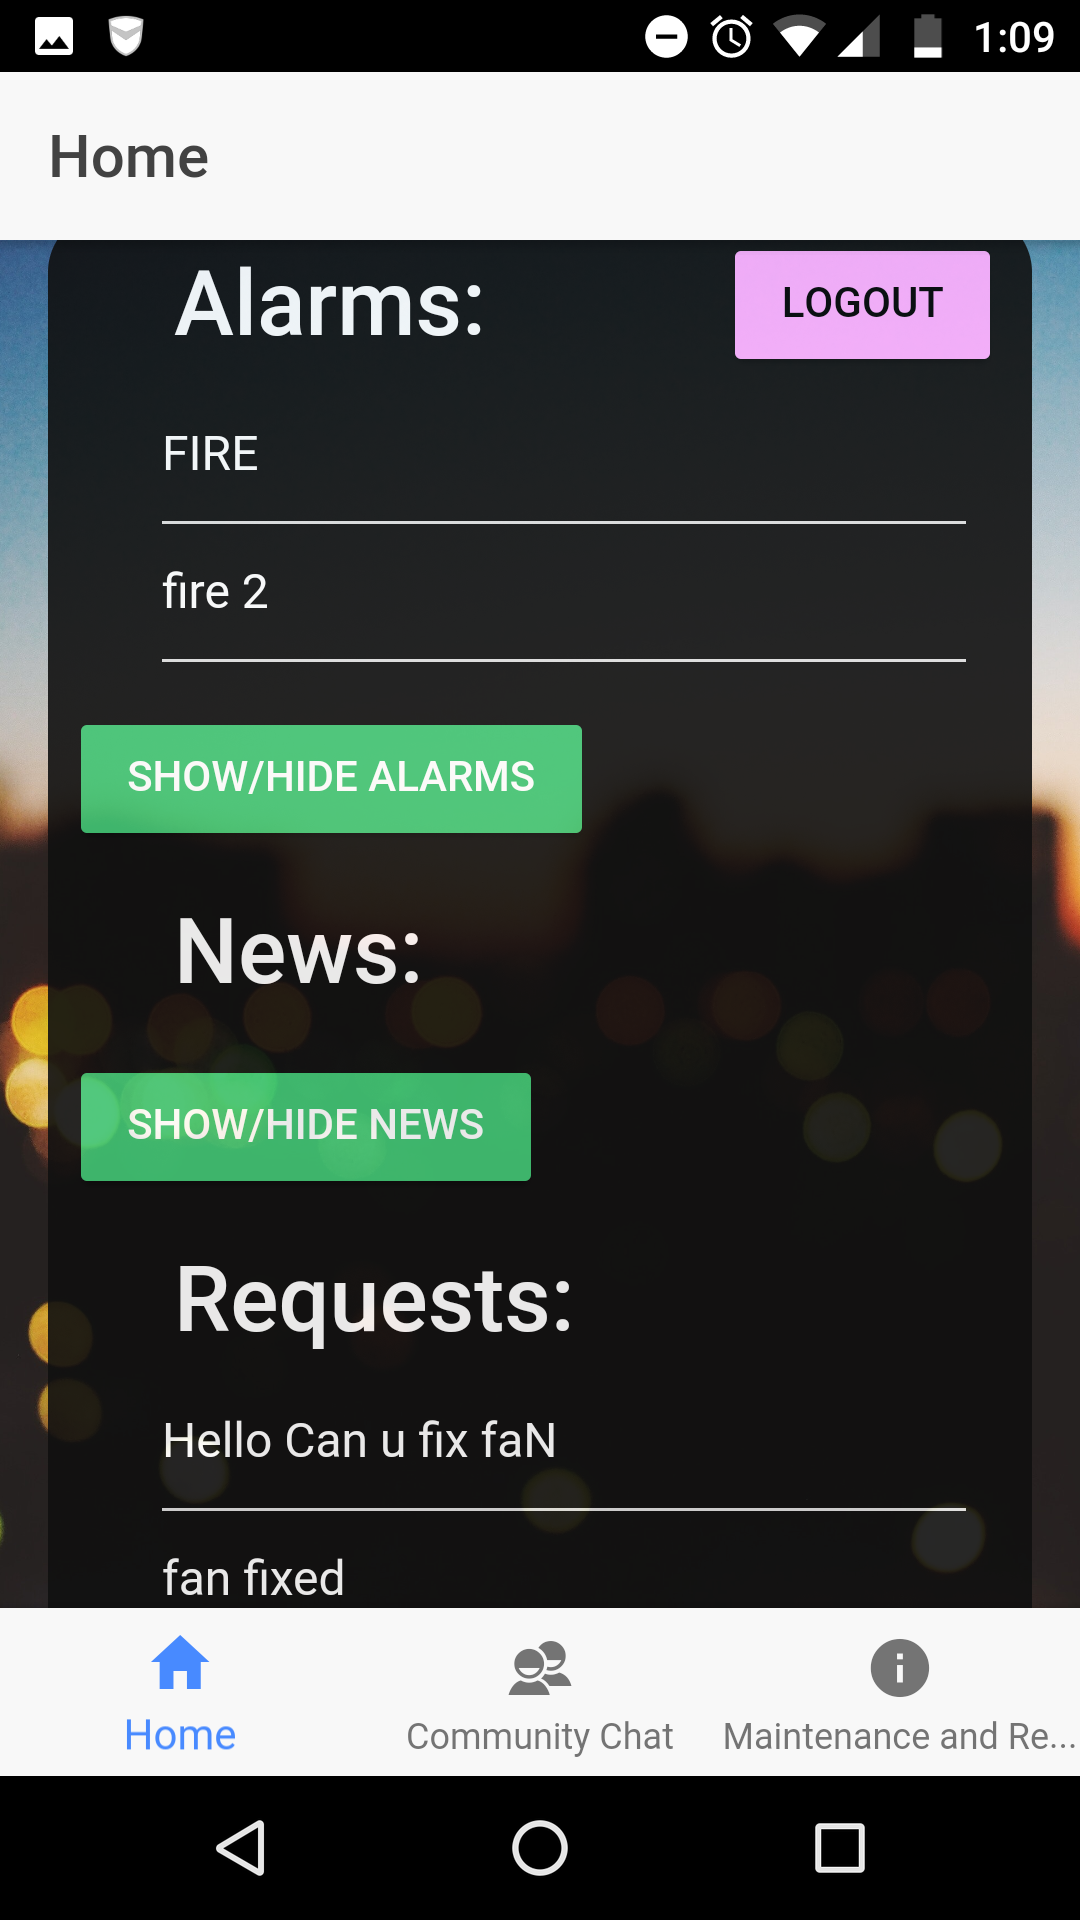 1:09
Home
Alarms:
LOGOUT
FIRE
fire 2
SHOW/HIDE ALARMS
News:
SHOW/HIDE NEWS
Requests:
Hello Can u fix faN
fan fixed
Home
Community Chat
Maintenance and Re...